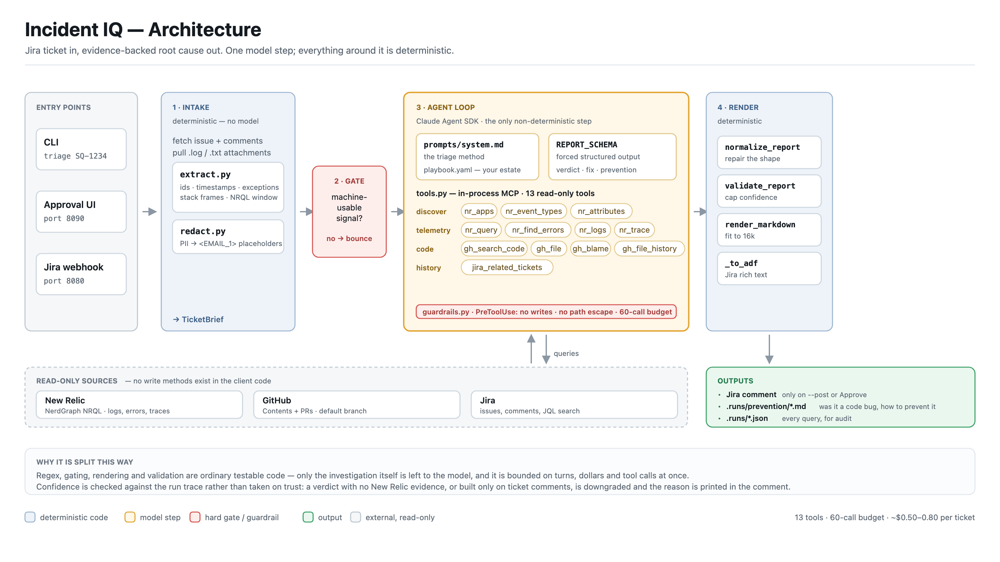 Incident IQ — Architecture
Jira ticket in, evidence-backed root cause out. One model step; everything around it is deterministic.
ENTRY POINTS
CLI
triage SQ-1234
Approval UI
port 8090
Jira webhook
port 8080
1 · INTAKE
deterministic — no model
fetch issue + comments
pull .log / .txt attachments
extract.py
ids · timestamps · exceptions
stack frames · NRQL window
redact.py
PII → <EMAIL_1> placeholders
→ TicketBrief
2 · GATE
machine-
usable
signal?
no → bounce
3 · AGENT LOOP
Claude Agent SDK · the only non-deterministic step
prompts/system.md
the triage method
playbook.yaml — your estate
REPORT_SCHEMA
forced structured output
verdict · fix · prevention
tools.py — in-process MCP · 13 read-only tools
discover nr_apps nr_event_types nr_attributes
telemetry nr_query nr_find_errors nr_logs nr_trace
code gh_search_code gh_file gh_blame gh_file_history
history jira_related_tickets
guardrails.py · PreToolUse: no writes · no path escape · 60-call budget
4 · RENDER
deterministic
normalize_report
repair the shape
validate_report
cap confidence
render_markdown
fit to 16k
_to_adf
Jira rich text
queries
READ-ONLY SOURCES — no write methods exist in the client code
New Relic
NerdGraph NRQL · logs, errors, traces
GitHub
Contents + PRs · default branch
Jira
issues, comments, JQL search
OUTPUTS
• Jira comment only on --post or Approve
• .runs/prevention/*.md was it a code bug, how to prevent it
• .runs/*.json every query, for audit
WHY IT IS SPLIT THIS WAY
Regex, gating, rendering and validation are ordinary testable code — only the investigation itself is left to the model, and it is bounded on turns, dollars and tool calls at once.
Confidence is checked against the run trace rather than taken on trust: a verdict with no New Relic evidence, or built only on ticket comments, is downgraded and the reason is printed in the comment.
deterministic code model step hard gate / guardrail output external, read-only
13 tools · 60-call budget · ~$0.50–0.80 per ticket